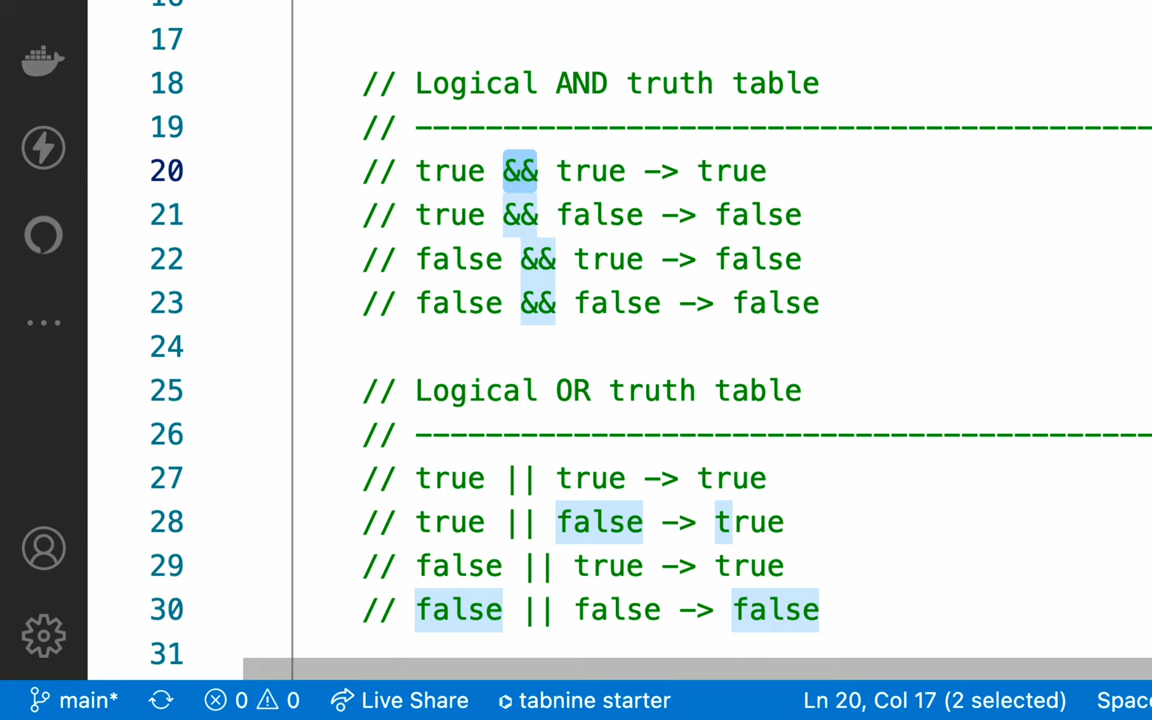 16
17
18 // Logical AND truth table
19 // ------------------------------------------
20 // true && true -> true
21 // true && false -> false
22 // false && true -> false
23 // false && false -> false
24
25 // Logical OR truth table
26 // ------------------------------------------
27 // true || true -> true
28 // true || false -> true
29 // false || true -> true
30 // false || false -> false
31
main* 0 0 Live Share tabnine starter Ln 20, Col 17 (2 selected) Spac